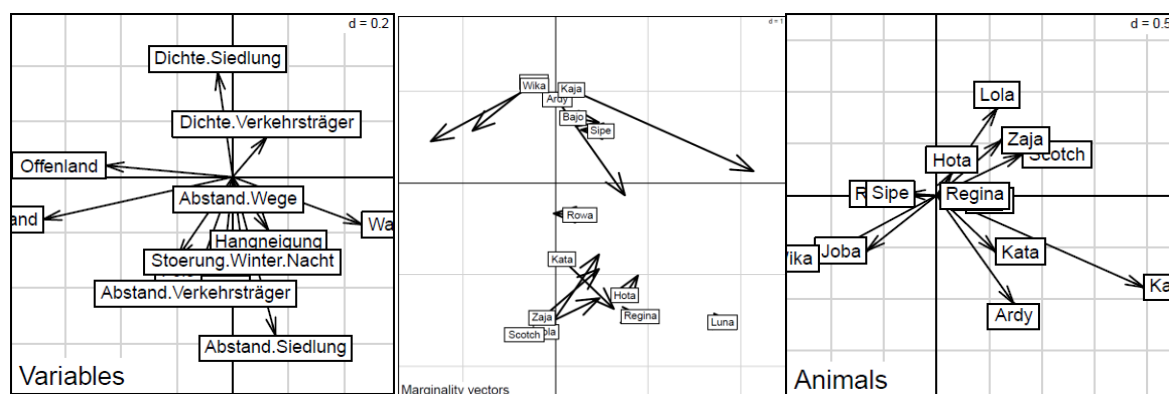 d = 0.2
Dichte.Siedlung
Dichte.Verkehrsträger
Offenland
Abstand.Wege
Hangneigung
Stoerung.Winter.Nacht
Abstand.Verkehrsträger
Abstand.Siedlung
Variables
d = 1
Wika
Kaja
Ardy
Bajo
Sipe
Rowa
Kata
Hota
Zaja
Regina
Luna
Scotch
Marginality vectors
d = 0.5
Lola
Zaja
Scotch
Hota
Sipe
Regina
Joba
Kata
Ardy
Animals